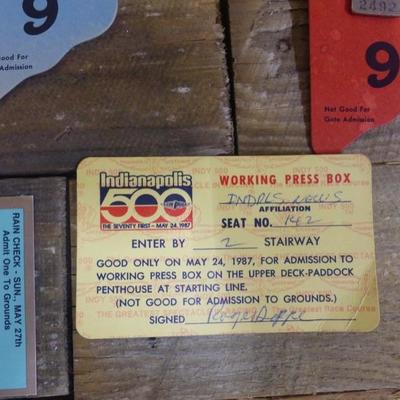 9
Not Good For
Gate Admission
2492
9
Not Good For
Gate Admission
RAIN CHECK - SUN., MAY 27th
Admit One To Grounds
Indianapolis
500
THE SEVENTY FIRST — MAY 24, 1987
WORKING PRESS BOX
INDPLS News
AFFILIATION
SEAT NO. 142
ENTER BY 2 STAIRWAY
GOOD ONLY ON MAY 24, 1987, FOR ADMISSION TO
WORKING PRESS BOX ON THE UPPER DECK-PADDOCK
PENTHOUSE AT STARTING LINE.
(NOT GOOD FOR ADMISSION TO GROUNDS.)
SIGNED